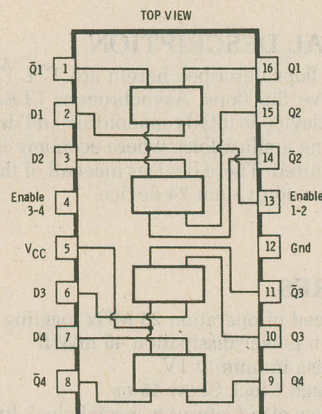 TOP VIEW
Q̅1 1 16 Q1
D1 2 15 Q2
D2 3 14 Q̅2
Enable 3-4 4 13 Enable 1-2
VCC 5 12 Gnd
D3 6 11 Q̅3
D4 7 10 Q3
Q̅4 8 9 Q4